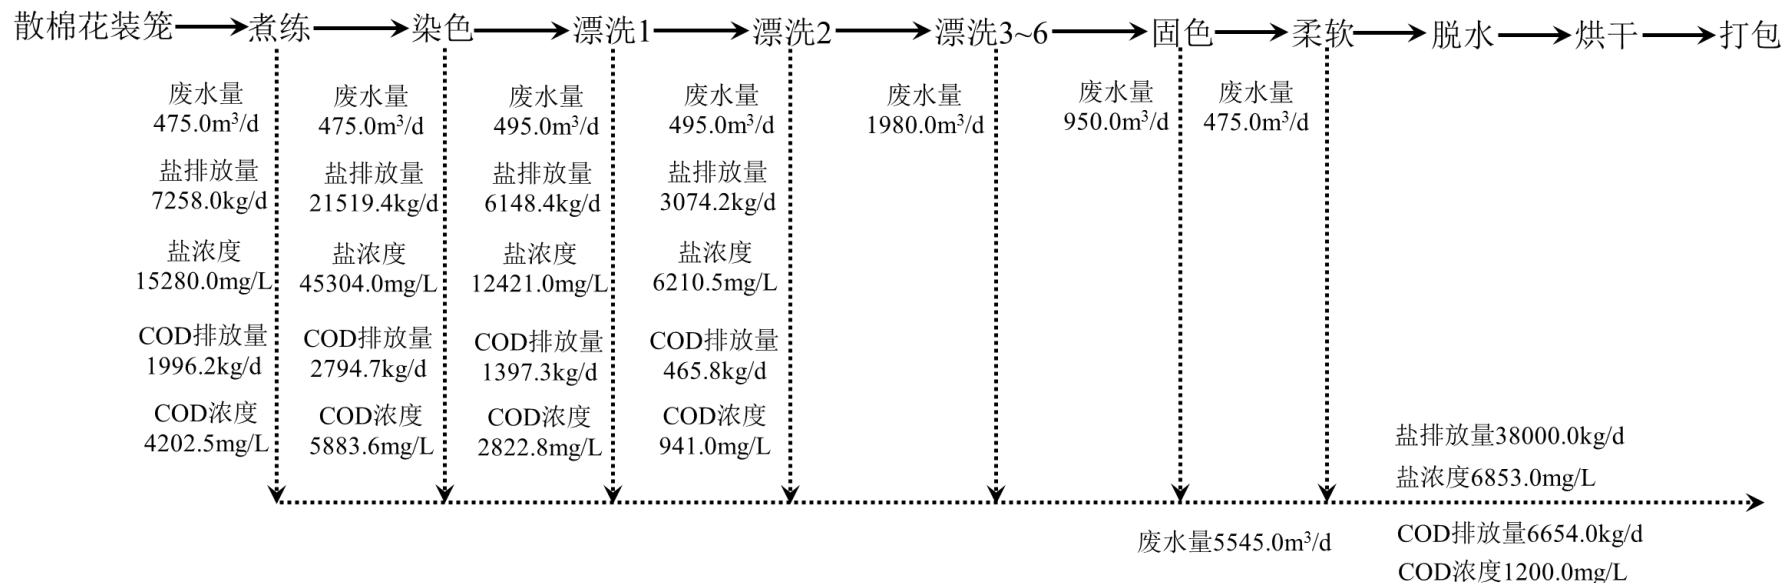 散棉花装笼 煮练 染色 漂洗1 漂洗2 漂洗3~6 固色 柔软 脱水 烘干 打包
废水量
475.0m³/d
盐排放量
7258.0kg/d
盐浓度
15280.0mg/L
COD排放量
1996.2kg/d
COD浓度
4202.5mg/L
废水量
475.0m³/d
盐排放量
21519.4kg/d
盐浓度
45304.0mg/L
COD排放量
2794.7kg/d
COD浓度
5883.6mg/L
废水量
495.0m³/d
盐排放量
6148.4kg/d
盐浓度
12421.0mg/L
COD排放量
1397.3kg/d
COD浓度
2822.8mg/L
废水量
495.0m³/d
盐排放量
3074.2kg/d
盐浓度
6210.5mg/L
COD排放量
465.8kg/d
COD浓度
941.0mg/L
废水量
1980.0m³/d
废水量
950.0m³/d
废水量
475.0m³/d
盐排放量38000.0kg/d
盐浓度6853.0mg/L
废水量5545.0m³/d
COD排放量6654.0kg/d
COD浓度1200.0mg/L